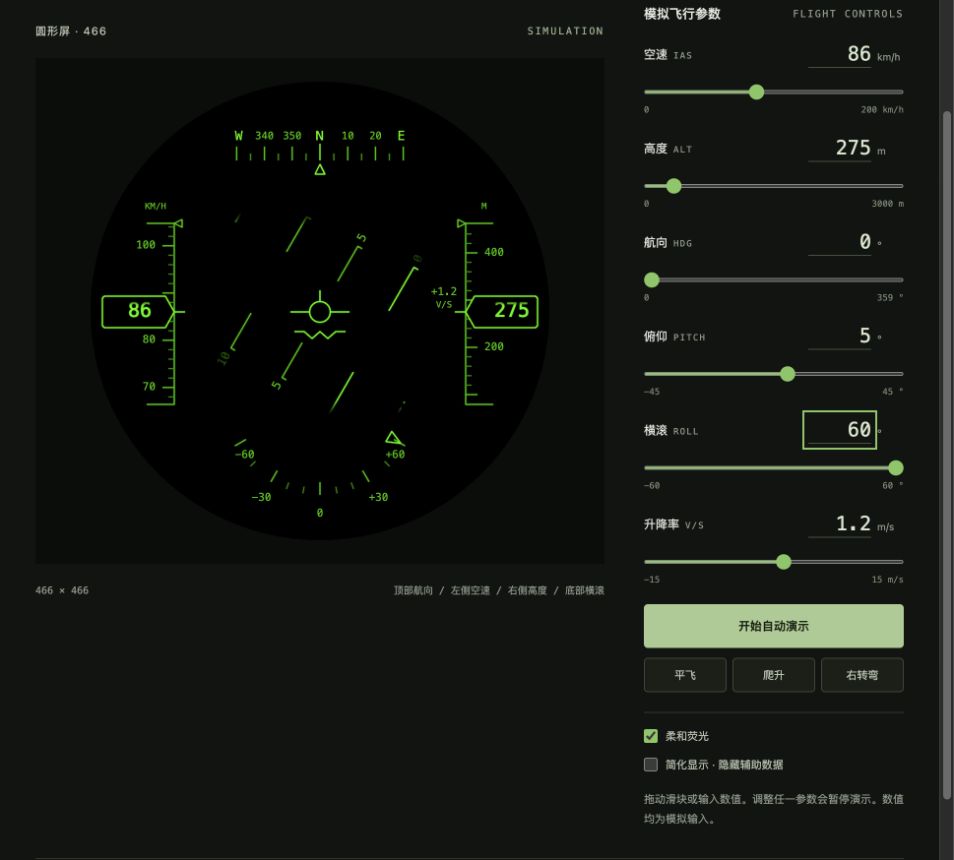 圆形屏 · 466
SIMULATION
W 340 350 N 10 20 E
KM/H
100
86
80
70
M
400
+1.2
V/S
275
200
5
0
10
5
−60
−30
0
+30
+60
466 × 466
顶部航向 / 左侧空速 / 右侧高度 / 底部横滚
模拟飞行参数
FLIGHT CONTROLS
空速 IAS
86 km/h
0
200 km/h
高度 ALT
275 m
0
3000 m
航向 HDG
0 °
0
359 °
俯仰 PITCH
5 °
−45
45 °
横滚 ROLL
60 °
−60
60 °
升降率 V/S
1.2 m/s
−15
15 m/s
开始自动演示
平飞
爬升
右转弯
柔和荧光
简化显示 · 隐藏辅助数据
拖动滑块或输入数值。调整任一参数会暂停演示。数值
均为模拟输入。